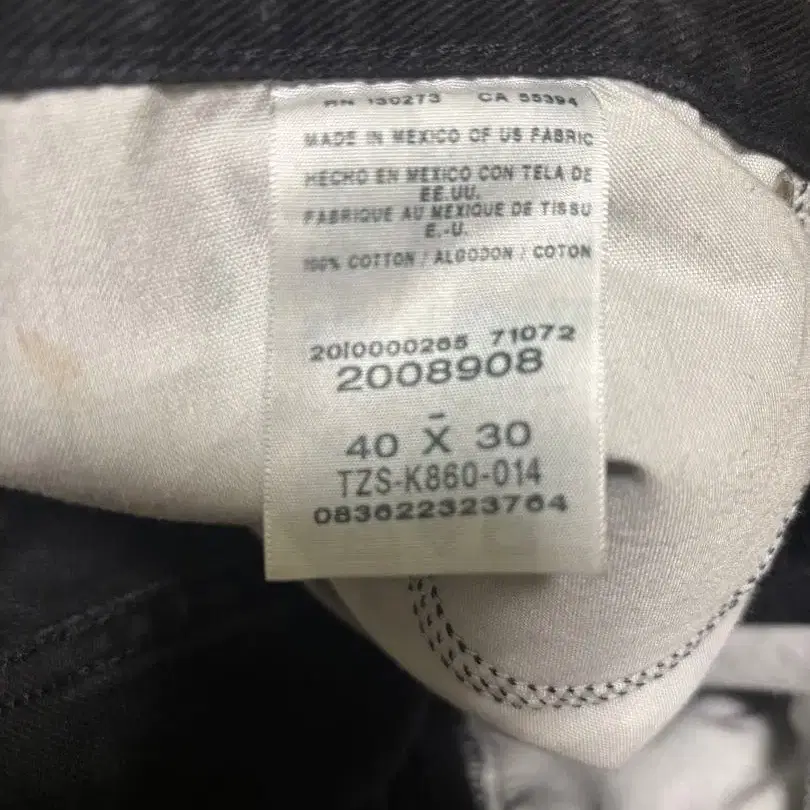 RN 130273 CA 55394
MADE IN MEXICO OF US FABRIC
HECHO EN MEXICO CON TELA DE
EE.UU.
FABRIQUE AU MEXIQUE DE TISSU
E.-U.
100% COTTON / ALGODON / COTON
20I0000265 71072
2008908
40 X 30
TZS-K860-014
083622323764